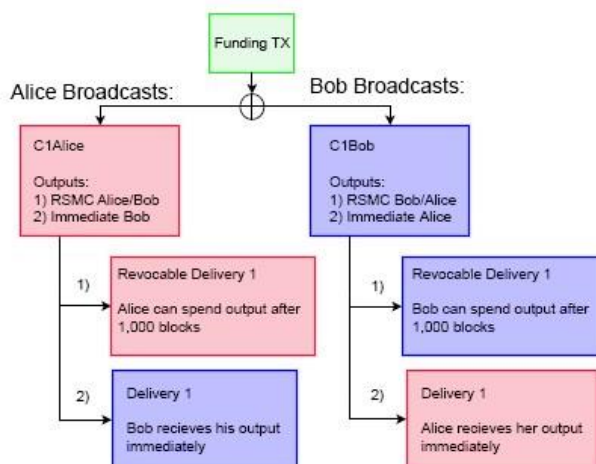 Funding TX
Alice Broadcasts:
Bob Broadcasts:
C1Alice
Outputs:
1) RSMC Alice/Bob
2) Immediate Bob
C1Bob
Outputs:
1) RSMC Bob/Alice
2) Immediate Alice
1)
Revocable Delivery 1
Alice can spend output after
1,000 blocks
1)
Revocable Delivery 1
Bob can spend output after
1,000 blocks
2)
Delivery 1
Bob recieves his output
immediately
2)
Delivery 1
Alice recieves her output
immediately